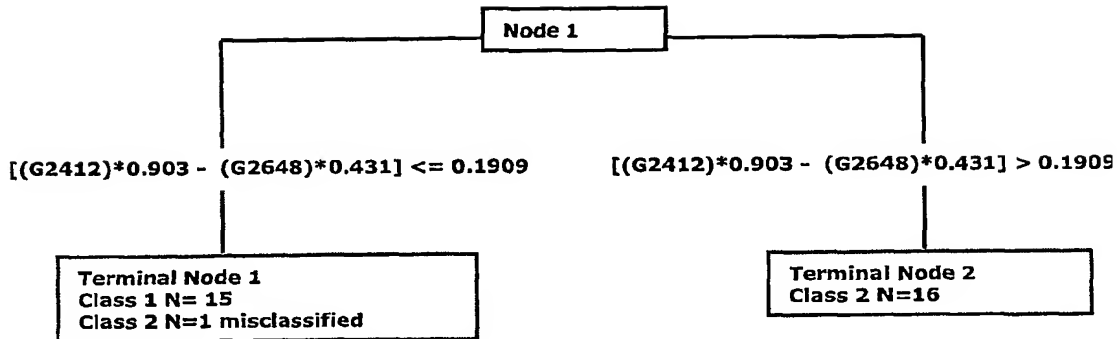 Node 1
[(G2412)*0.903 - (G2648)*0.431] <= 0.1909
[(G2412)*0.903 - (G2648)*0.431] > 0.1909
Terminal Node 1
Class 1 N= 15
Class 2 N=1 misclassified
Terminal Node 2
Class 2 N=16